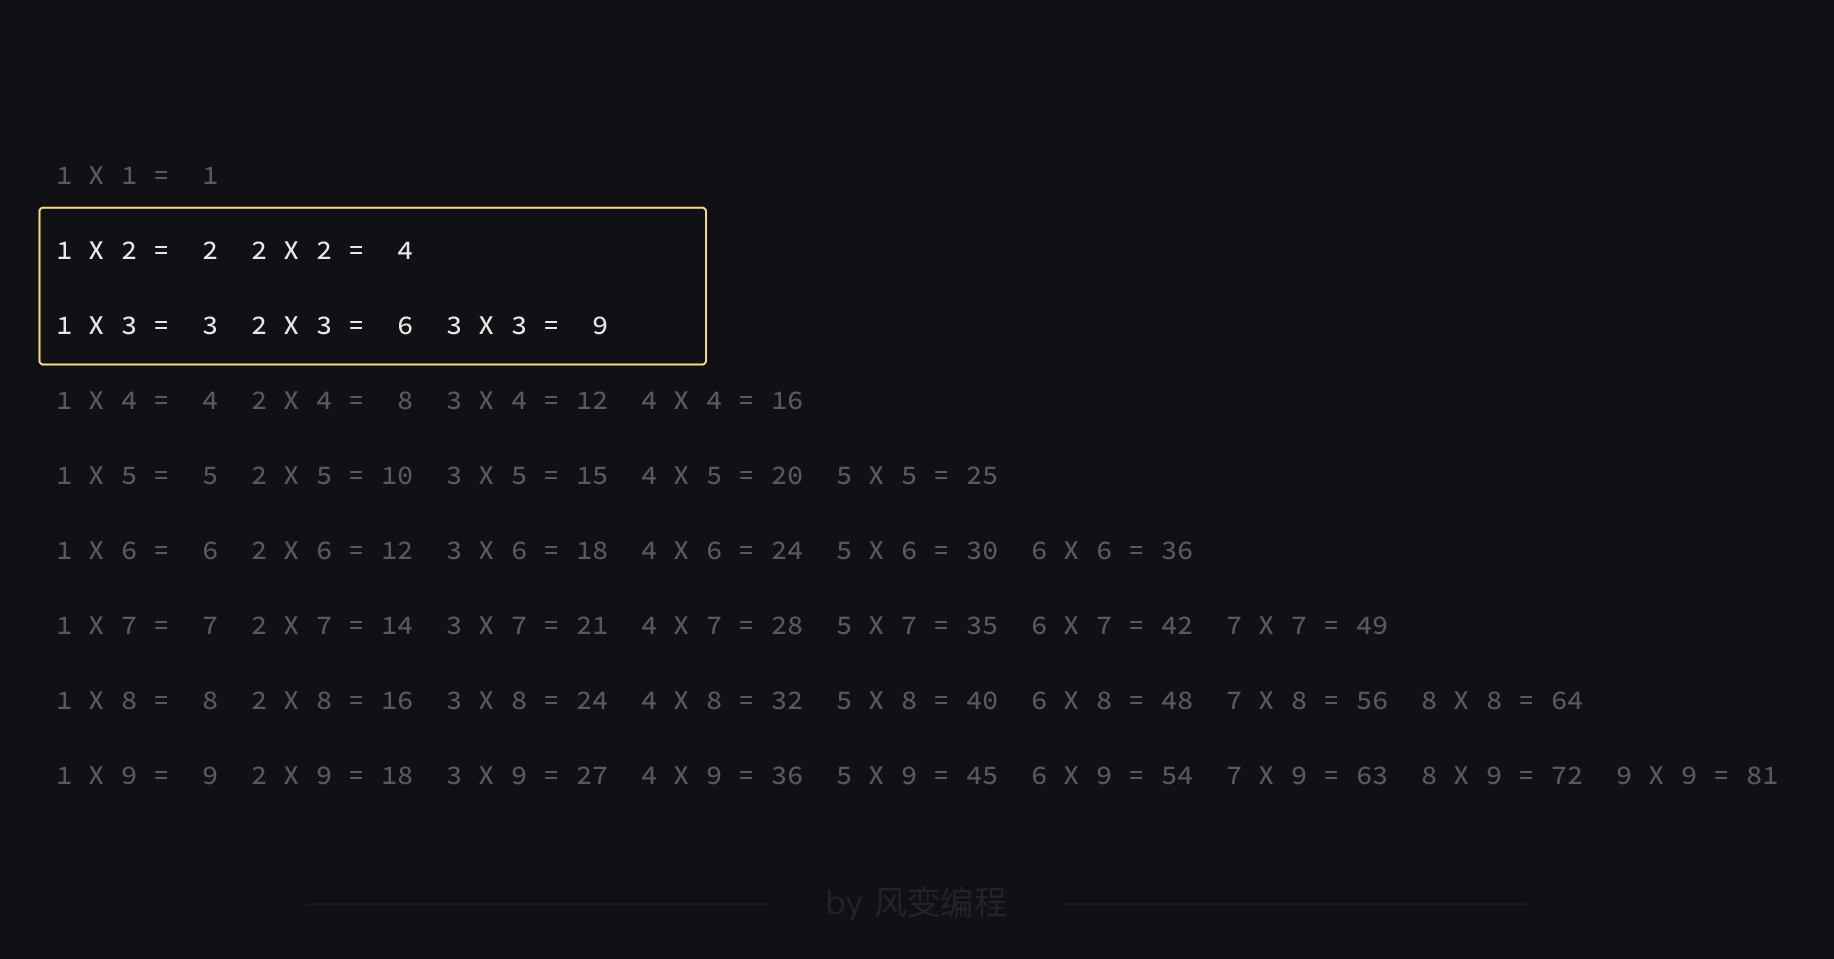 1 X 1 =  1
1 X 2 =  2  2 X 2 =  4
1 X 3 =  3  2 X 3 =  6  3 X 3 =  9
1 X 4 =  4  2 X 4 =  8  3 X 4 = 12  4 X 4 = 16
1 X 5 =  5  2 X 5 = 10  3 X 5 = 15  4 X 5 = 20  5 X 5 = 25
1 X 6 =  6  2 X 6 = 12  3 X 6 = 18  4 X 6 = 24  5 X 6 = 30  6 X 6 = 36
1 X 7 =  7  2 X 7 = 14  3 X 7 = 21  4 X 7 = 28  5 X 7 = 35  6 X 7 = 42  7 X 7 = 49
1 X 8 =  8  2 X 8 = 16  3 X 8 = 24  4 X 8 = 32  5 X 8 = 40  6 X 8 = 48  7 X 8 = 56  8 X 8 = 64
1 X 9 =  9  2 X 9 = 18  3 X 9 = 27  4 X 9 = 36  5 X 9 = 45  6 X 9 = 54  7 X 9 = 63  8 X 9 = 72  9 X 9 = 81
by 风变编程